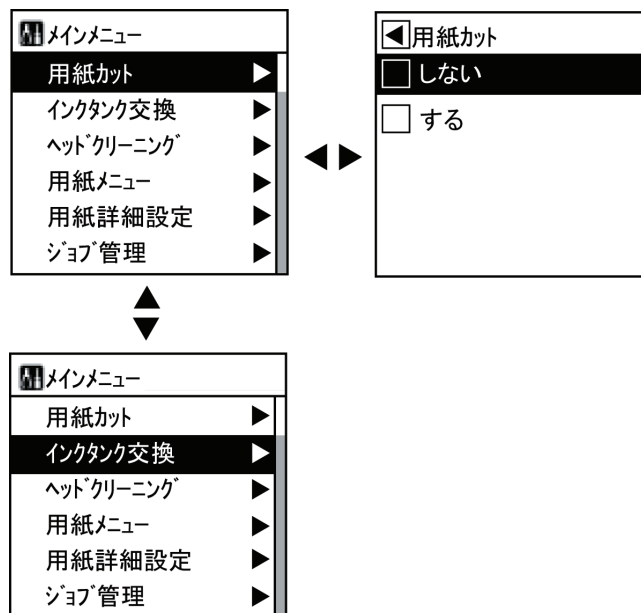 メインメニュー
用紙カット
インクタンク交換
ヘッドクリーニング
用紙メニュー
用紙詳細設定
ジョブ管理
用紙カット
しない
する
メインメニュー
用紙カット
インクタンク交換
ヘッドクリーニング
用紙メニュー
用紙詳細設定
ジョブ管理